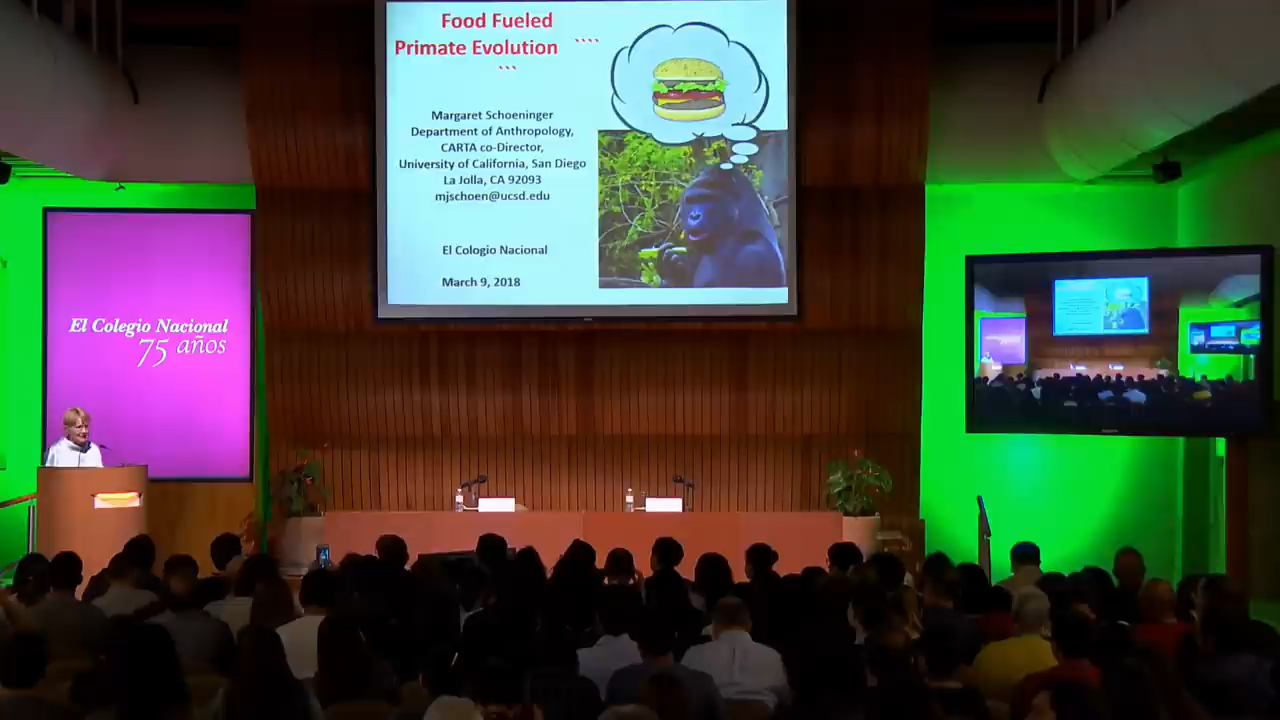 Food Fueled
Primate Evolution
Margaret Schoeninger
Department of Anthropology,
CARTA co-Director,
University of California, San Diego
La Jolla, CA 92093
mjschoen@ucsd.edu
El Cologio Nacional
March 9, 2018
El Colegio Nacional
75 años